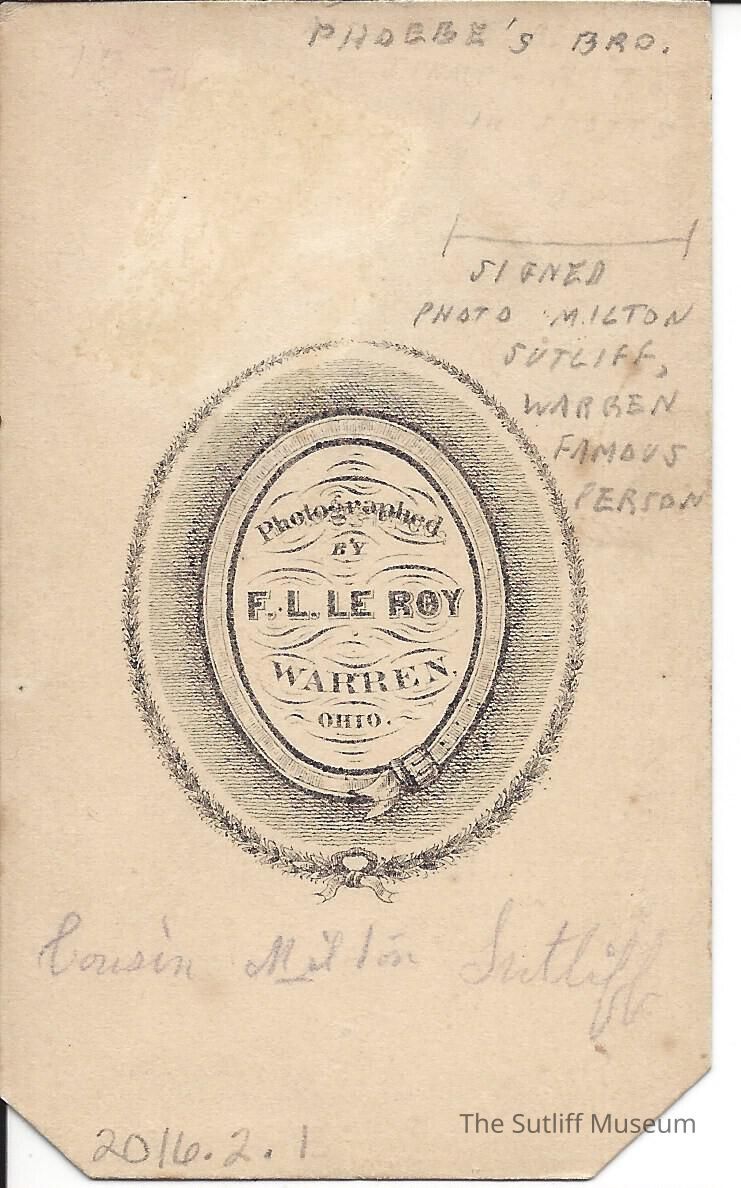 PHOEBE'S BRO.
SIGNED
PHOTO MILTON
SUTLIFF,
WARREN
FAMOUS
PERSON
Photographed
BY
F. L. LE ROY
WARREN,
OHIO.
Cousin Milton Sutliff
2016.2.1
The Sutliff Museum